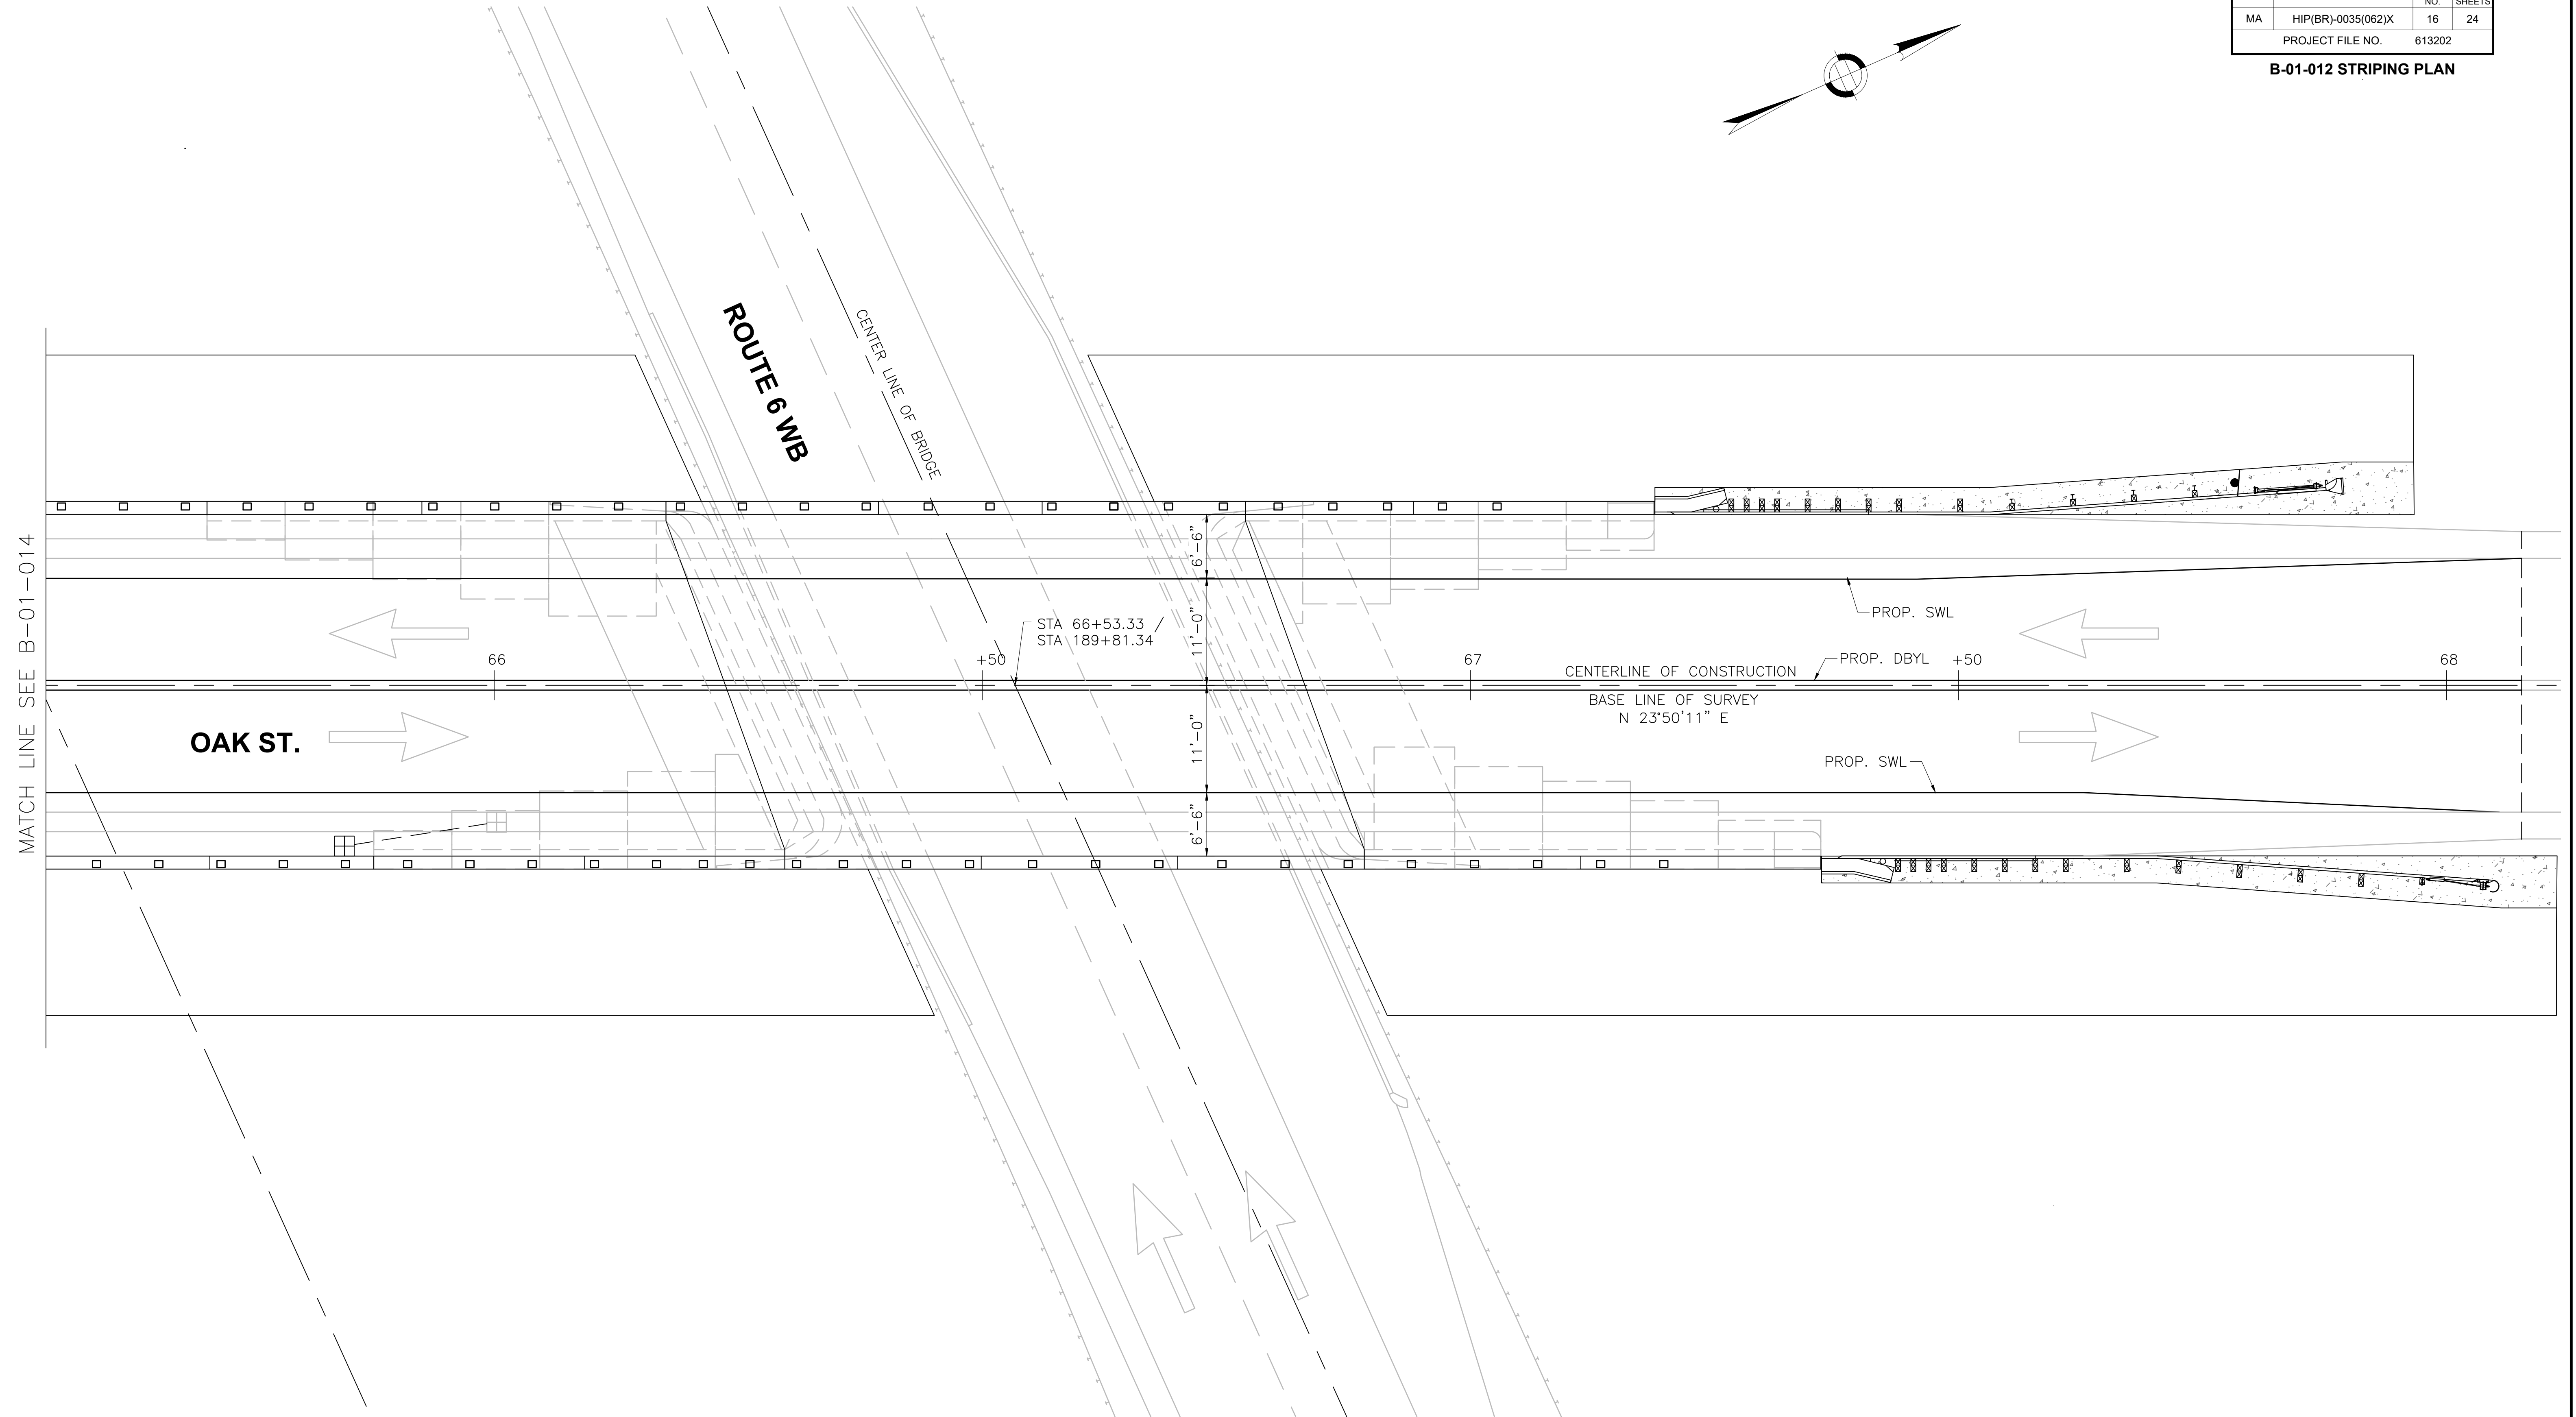 NO. SHEETS
MA HIP(BR)-0035(062)X 16 24
PROJECT FILE NO. 613202
B-01-012 STRIPING PLAN
ROUTE 6 WB
CENTER LINE OF BRIDGE
MATCH LINE SEE B-01-014
6'-6"
11'-0"
PROP. SWL
STA 66+53.33 /
STA 189+81.34
66 +50 67 +50 68
CENTERLINE OF CONSTRUCTION
PROP. DBYL
BASE LINE OF SURVEY
N 23°50'11" E
OAK ST.
11'-0"
PROP. SWL
6'-6"